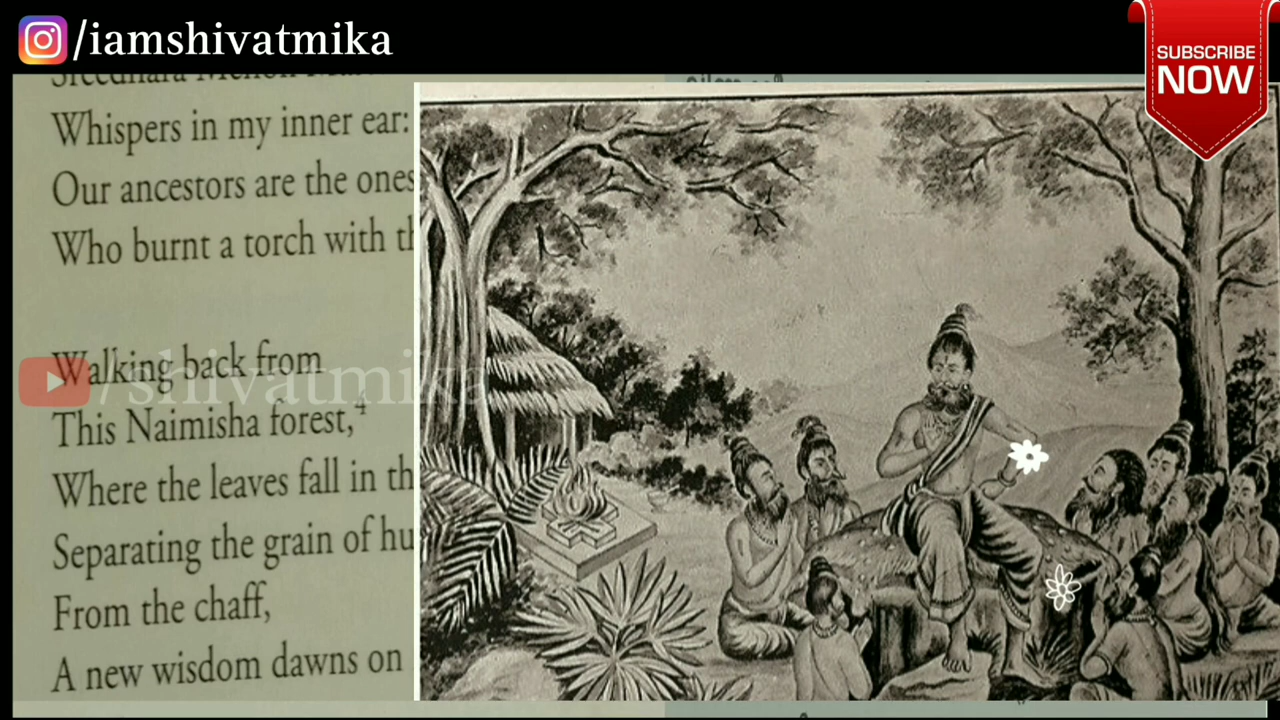 /iamshivatmika
SUBSCRIBE
NOW
Whispers in my inner ear:
Our ancestors are the ones
Who burnt a torch with th
Walking back from
/shivatmika
This Naimisha forest,4
Where the leaves fall in th
Separating the grain of hu
From the chaff,
A new wisdom dawns on